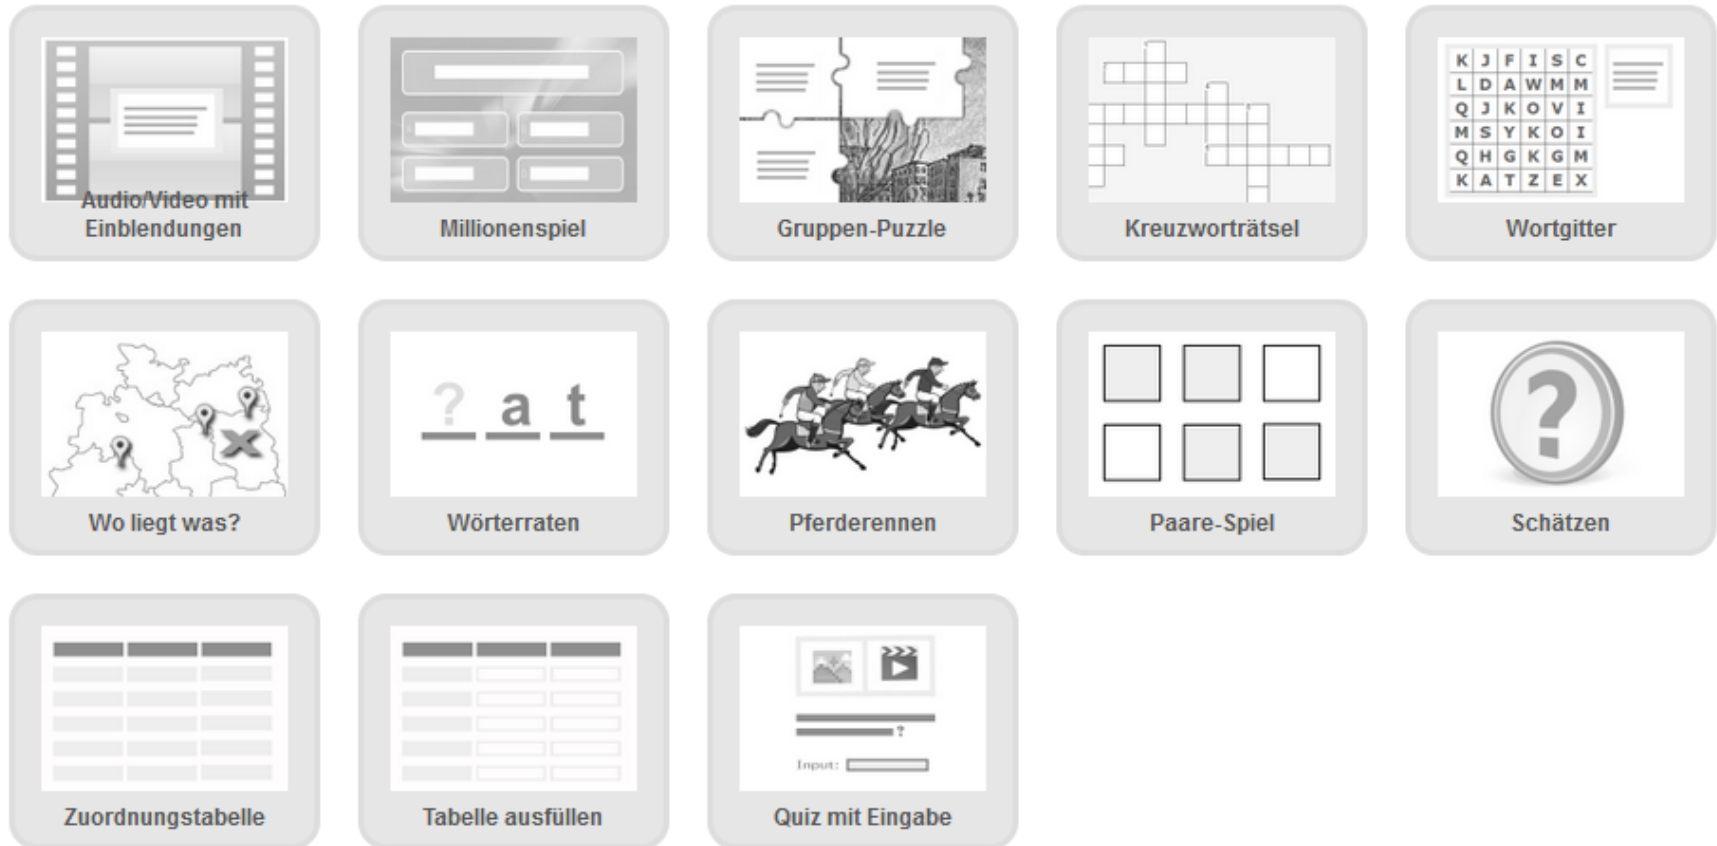 K J F I S C
L D A W M M
Q J K O V I
M S Y K O I
Q H G K G M
K A T Z E X
Audio/Video mit
Einblendungen
Millionenspiel
Gruppen-Puzzle
Kreuzworträtsel
Wortgitter
? a t
?
Wo liegt was?
Wörterraten
Pferderennen
Paare-Spiel
Schätzen
?
Input:
Zuordnungstabelle
Tabelle ausfüllen
Quiz mit Eingabe